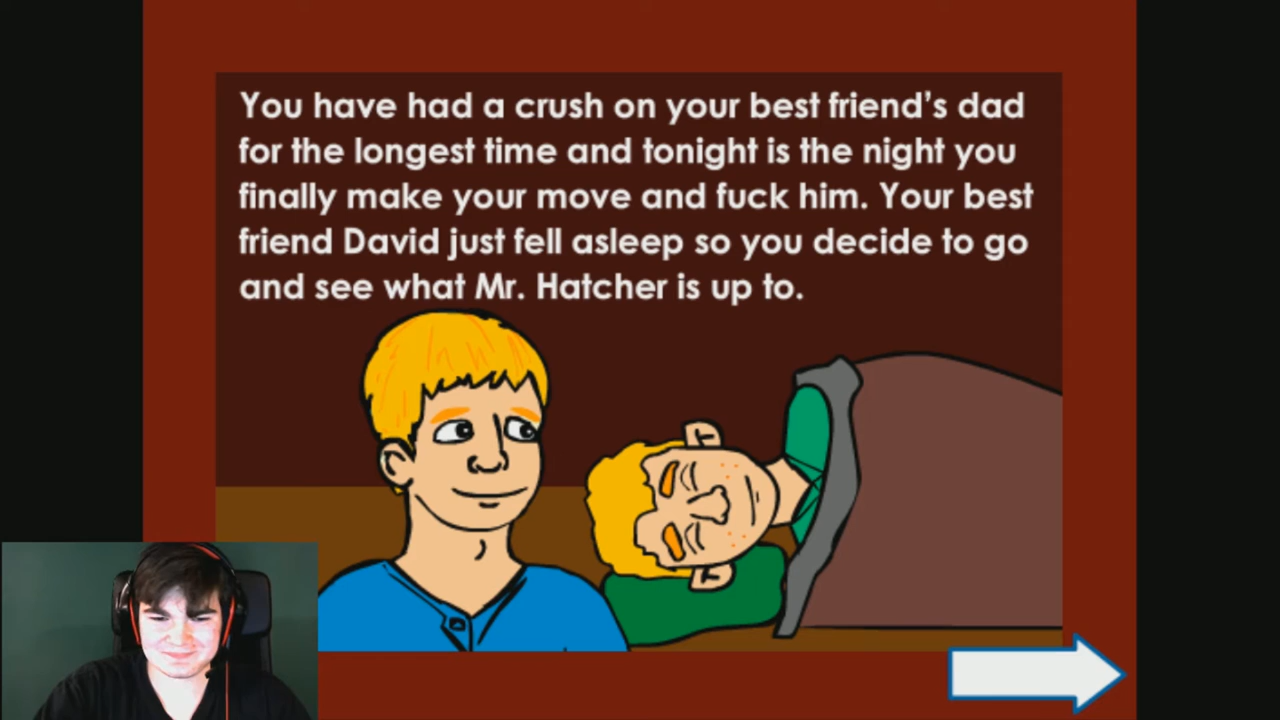 You have had a crush on your best friend's dad
for the longest time and tonight is the night you
finally make your move and fuck him. Your best
friend David just fell asleep so you decide to go
and see what Mr. Hatcher is up to.